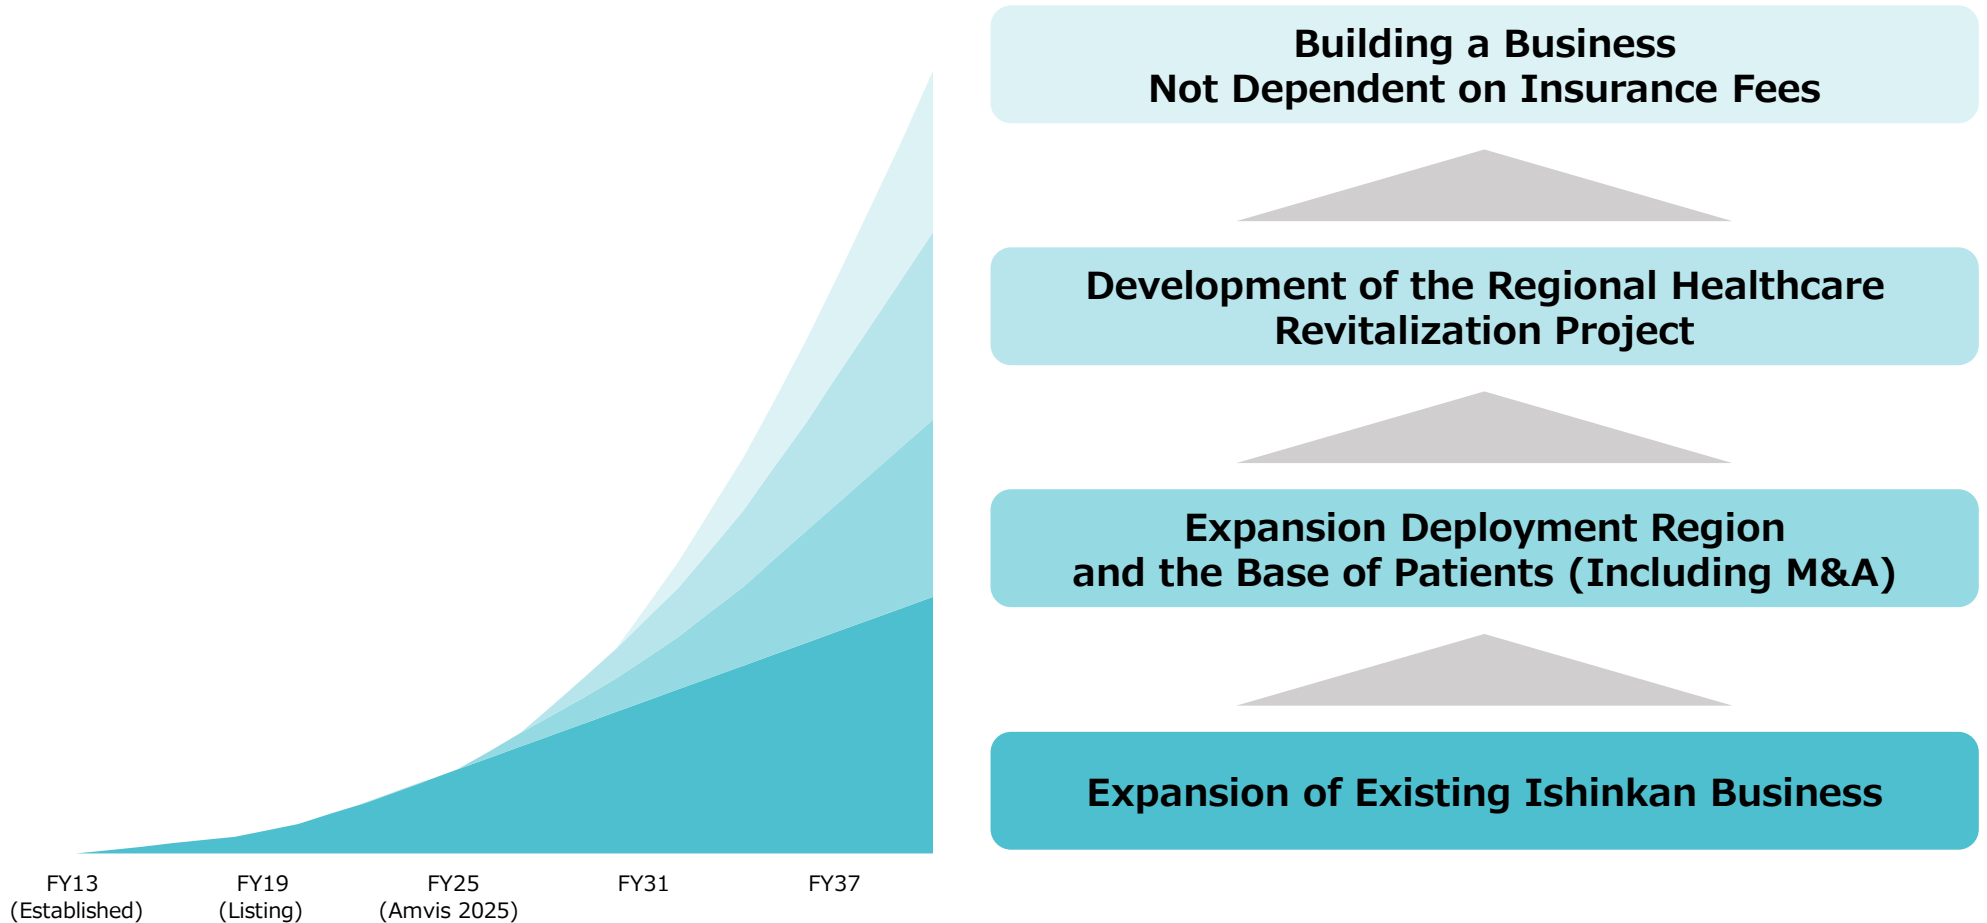 Building a Business
Not Dependent on Insurance Fees
Development of the Regional Healthcare
Revitalization Project
Expansion Deployment Region
and the Base of Patients (Including M&A)
Expansion of Existing Ishinkan Business
FY13
(Established)
FY19
(Listing)
FY25
(Amvis 2025)
FY31
FY37